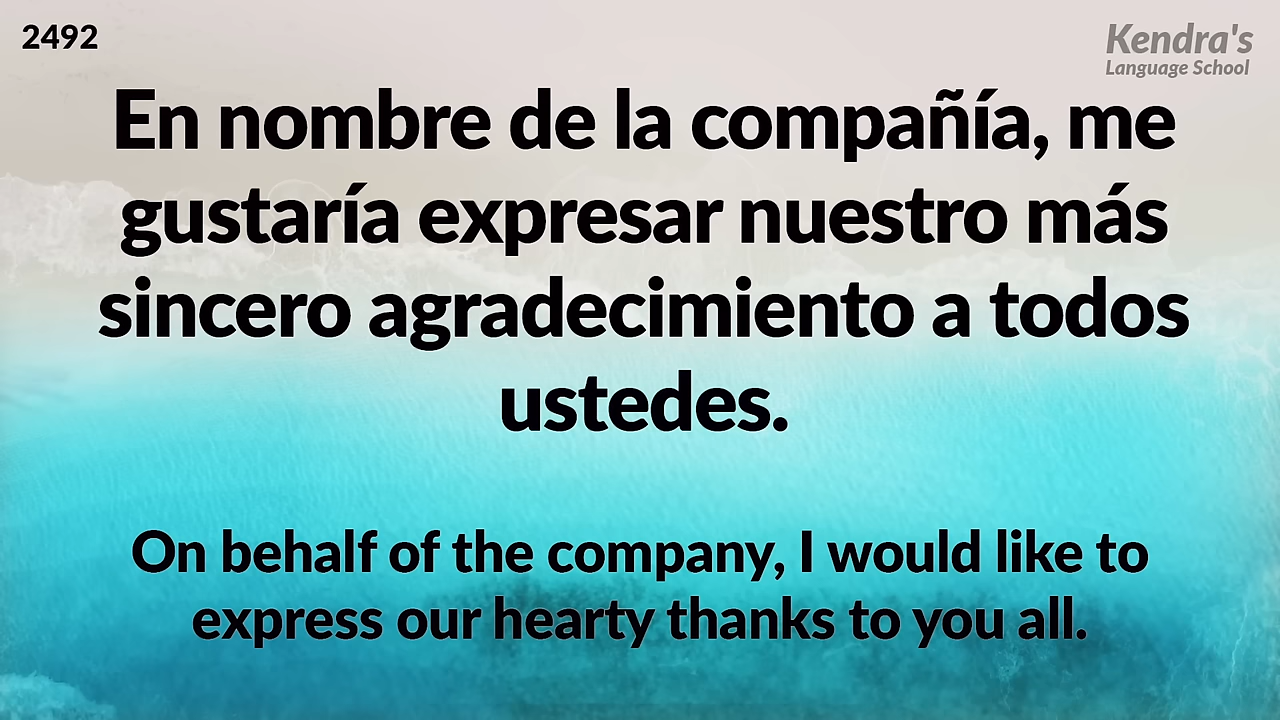 2492
Kendra's
Language School
En nombre de la compañía, me
gustaría expresar nuestro más
sincero agradecimiento a todos
ustedes.
On behalf of the company, I would like to
express our hearty thanks to you all.